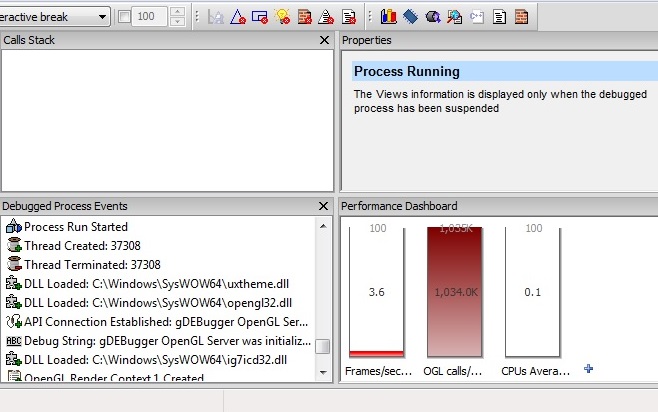 eractive break
100
Calls Stack
Properties
Process Running
The Views information is displayed only when the debugged
process has been suspended
Debugged Process Events
Process Run Started
Thread Created: 37308
Thread Terminated: 37308
DLL Loaded: C:\Windows\SysWOW64\uxtheme.dll
DLL Loaded: C:\Windows\SysWOW64\opengl32.dll
API Connection Established: gDEBugger OpenGL Ser...
ABC Debug String: gDEBugger OpenGL Server was initializ...
DLL Loaded: C:\Windows\SysWOW64\ig7icd32.dll
OpenGL Render Context 1 Created
Performance Dashboard
100
1,035K
100
3.6
1,034.0K
0.1
Frames/sec...
OGL calls/...
CPUs Avera...